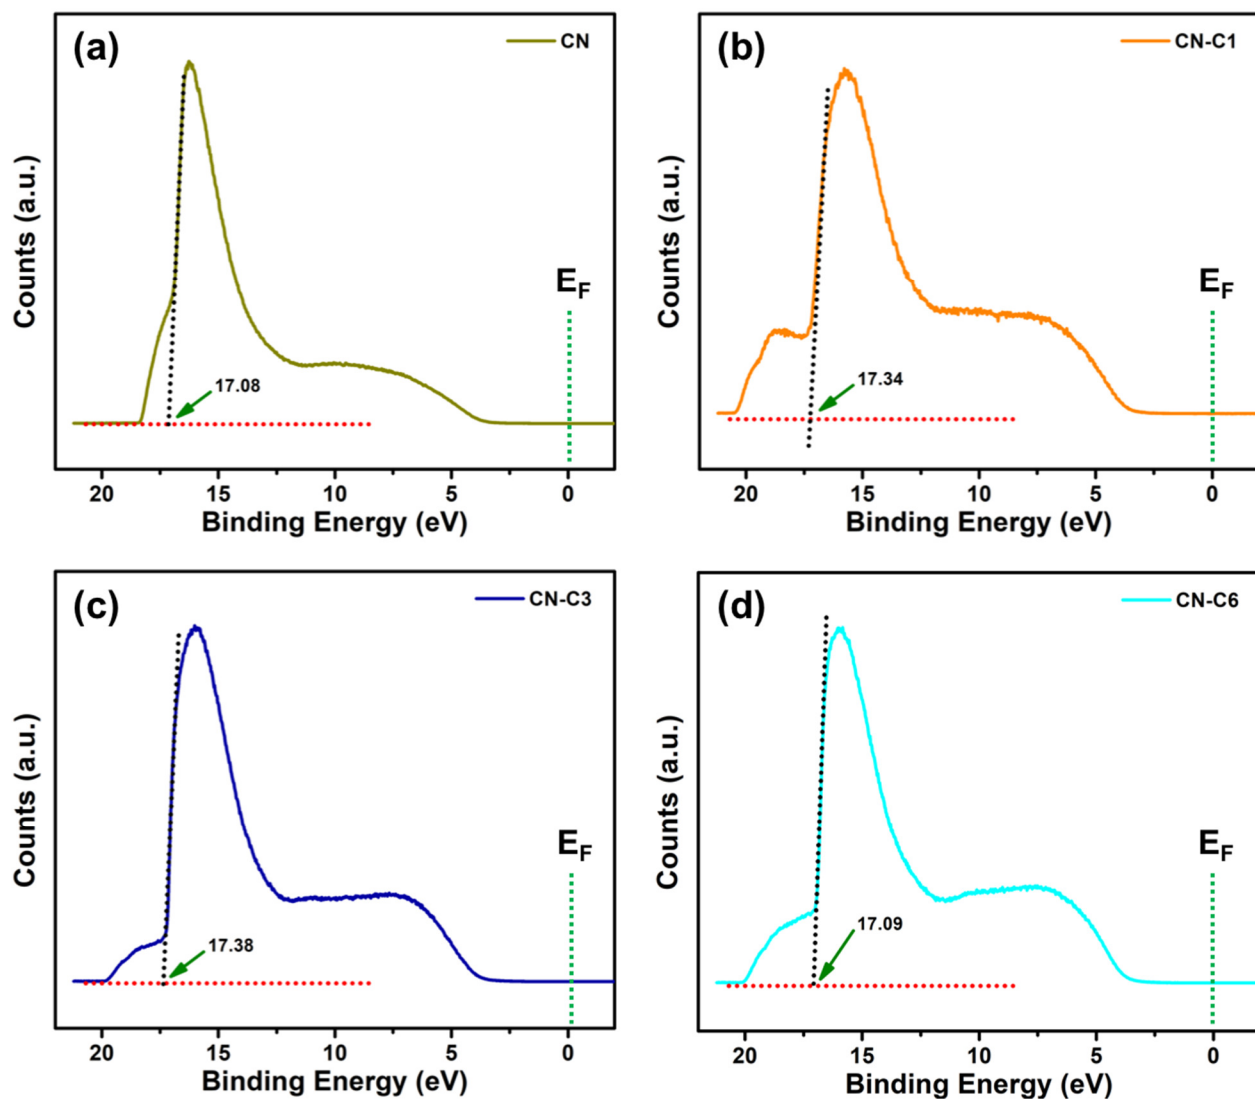 (a)
CN
Counts (a.u.)
E_F
17.08
20 15 10 5 0
Binding Energy (eV)
(b)
CN-C1
Counts (a.u.)
E_F
17.34
20 15 10 5 0
Binding Energy (eV)
(c)
CN-C3
Counts (a.u.)
E_F
17.38
20 15 10 5 0
Binding Energy (eV)
(d)
CN-C6
Counts (a.u.)
E_F
17.09
20 15 10 5 0
Binding Energy (eV)